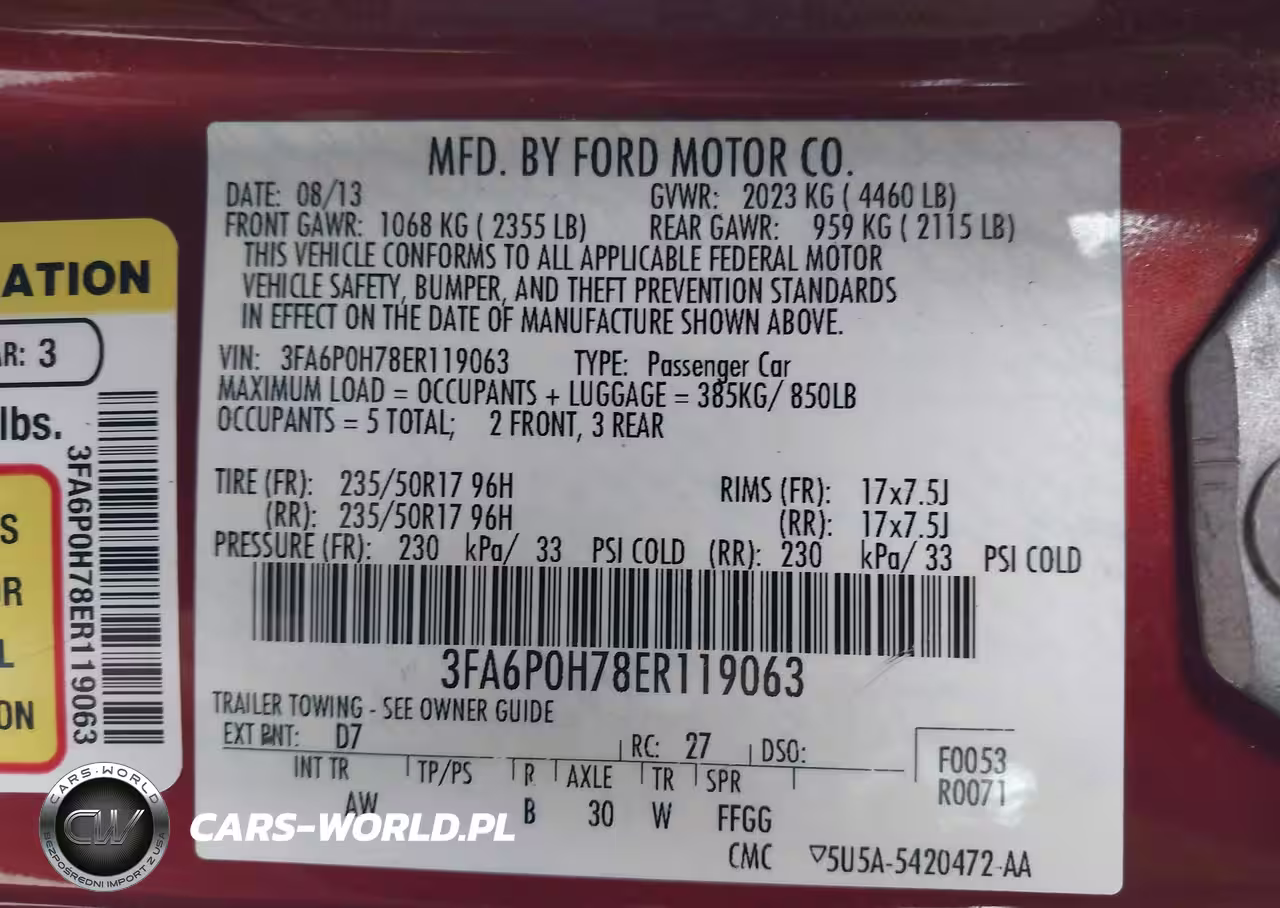 MFD. BY FORD MOTOR CO.
DATE: 08/13 GVWR: 2023 KG ( 4460 LB)
FRONT GAWR: 1068 KG ( 2355 LB) REAR GAWR: 959 KG ( 2115 LB)
THIS VEHICLE CONFORMS TO ALL APPLICABLE FEDERAL MOTOR
VEHICLE SAFETY, BUMPER, AND THEFT PREVENTION STANDARDS
IN EFFECT ON THE DATE OF MANUFACTURE SHOWN ABOVE.
VIN: 3FA6P0H78ER119063 TYPE: Passenger Car
MAXIMUM LOAD = OCCUPANTS + LUGGAGE = 385KG/ 850LB
OCCUPANTS = 5 TOTAL; 2 FRONT, 3 REAR
TIRE (FR): 235/50R17 96H RIMS (FR): 17x7.5J
(RR): 235/50R17 96H (RR): 17x7.5J
PRESSURE (FR): 230 kPa/ 33 PSI COLD (RR): 230 kPa/ 33 PSI COLD
3FA6P0H78ER119063
TRAILER TOWING - SEE OWNER GUIDE
EXT PNT: D7 RC: 27 DSO:
INT TR TP/PS R AXLE TR SPR
AW B 30 W FFGG
F0053
R0071
CMC ▽5U5A-5420472-AA
ATION
AR: 3
lbs.
3FA6P0H78ER119063
S
OR
L
ON
CARS-WORLD
CW
BEZPOŚREDNI IMPORT Z USA
CARS-WORLD.PL